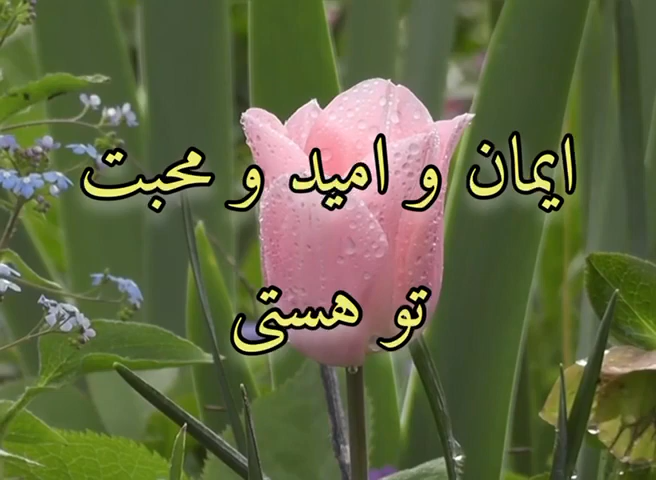 ایمان و امید و محبت
تو هستی